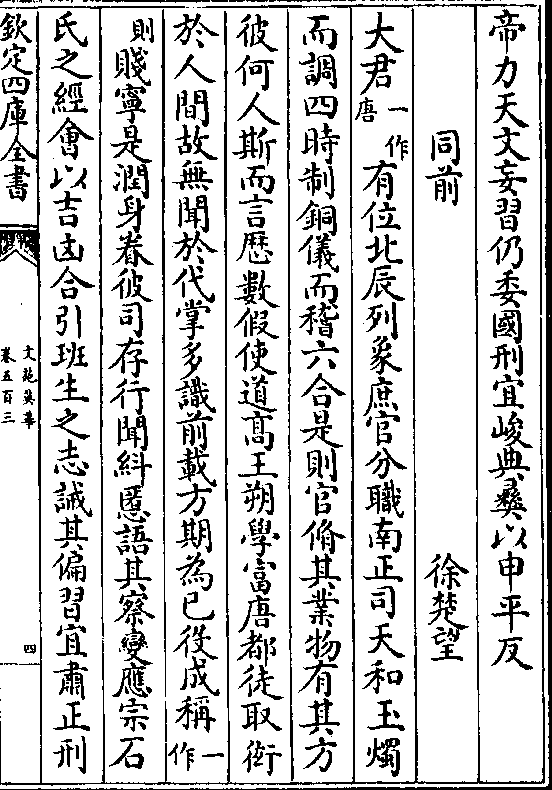 帝力天文妄習仍委國刑宜峻典彞以申平反
同前　徐楚望
大君一作唐有位北辰列象庶官分職南正司天和玉燭
而調四時制銅儀而稽六合是則官脩其業物有其方
彼何人斯而言歴數假使道髙王朔學富唐都徒取衒
於人間故無聞於代掌多識前載方期為已役成稱一作
則賤寧是潤身眷彼司存行聞糾慝語其察變應宗石
氏之經會以吉凶合引班生之志誡其偏習宜肅正刑
欽定四庫全書
文苑英華
卷五百三
四